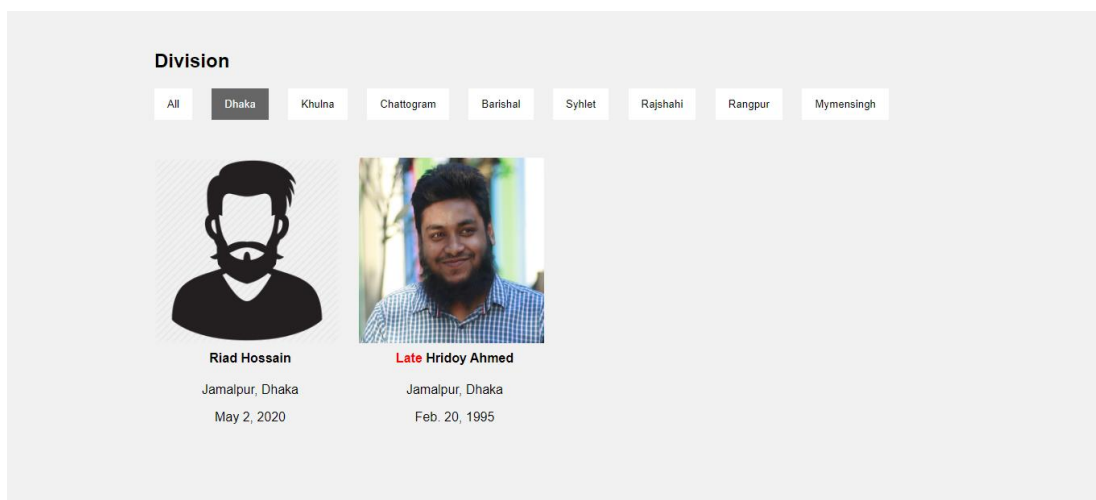 Division
All Dhaka Khulna Chattogram Barishal Syhlet Rajshahi Rangpur Mymensingh
Riad Hossain
Jamalpur, Dhaka
May 2, 2020
Late Hridoy Ahmed
Jamalpur, Dhaka
Feb. 20, 1995